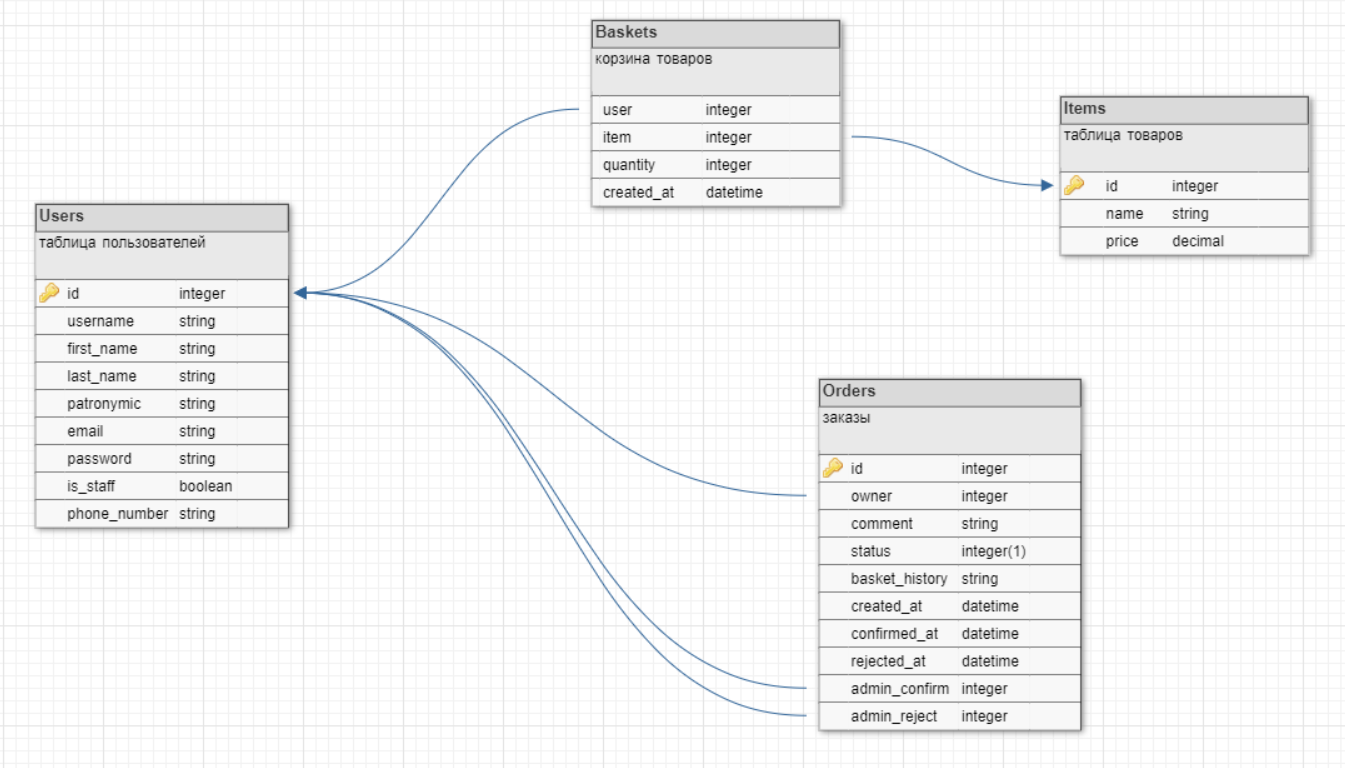 Baskets
корзина товаров
user integer
item integer
quantity integer
created_at datetime
Items
таблица товаров
id integer
name string
price decimal
Users
таблица пользователей
id integer
username string
first_name string
last_name string
patronymic string
email string
password string
is_staff boolean
phone_number string
Orders
заказы
id integer
owner integer
comment string
status integer(1)
basket_history string
created_at datetime
confirmed_at datetime
rejected_at datetime
admin_confirm integer
admin_reject integer